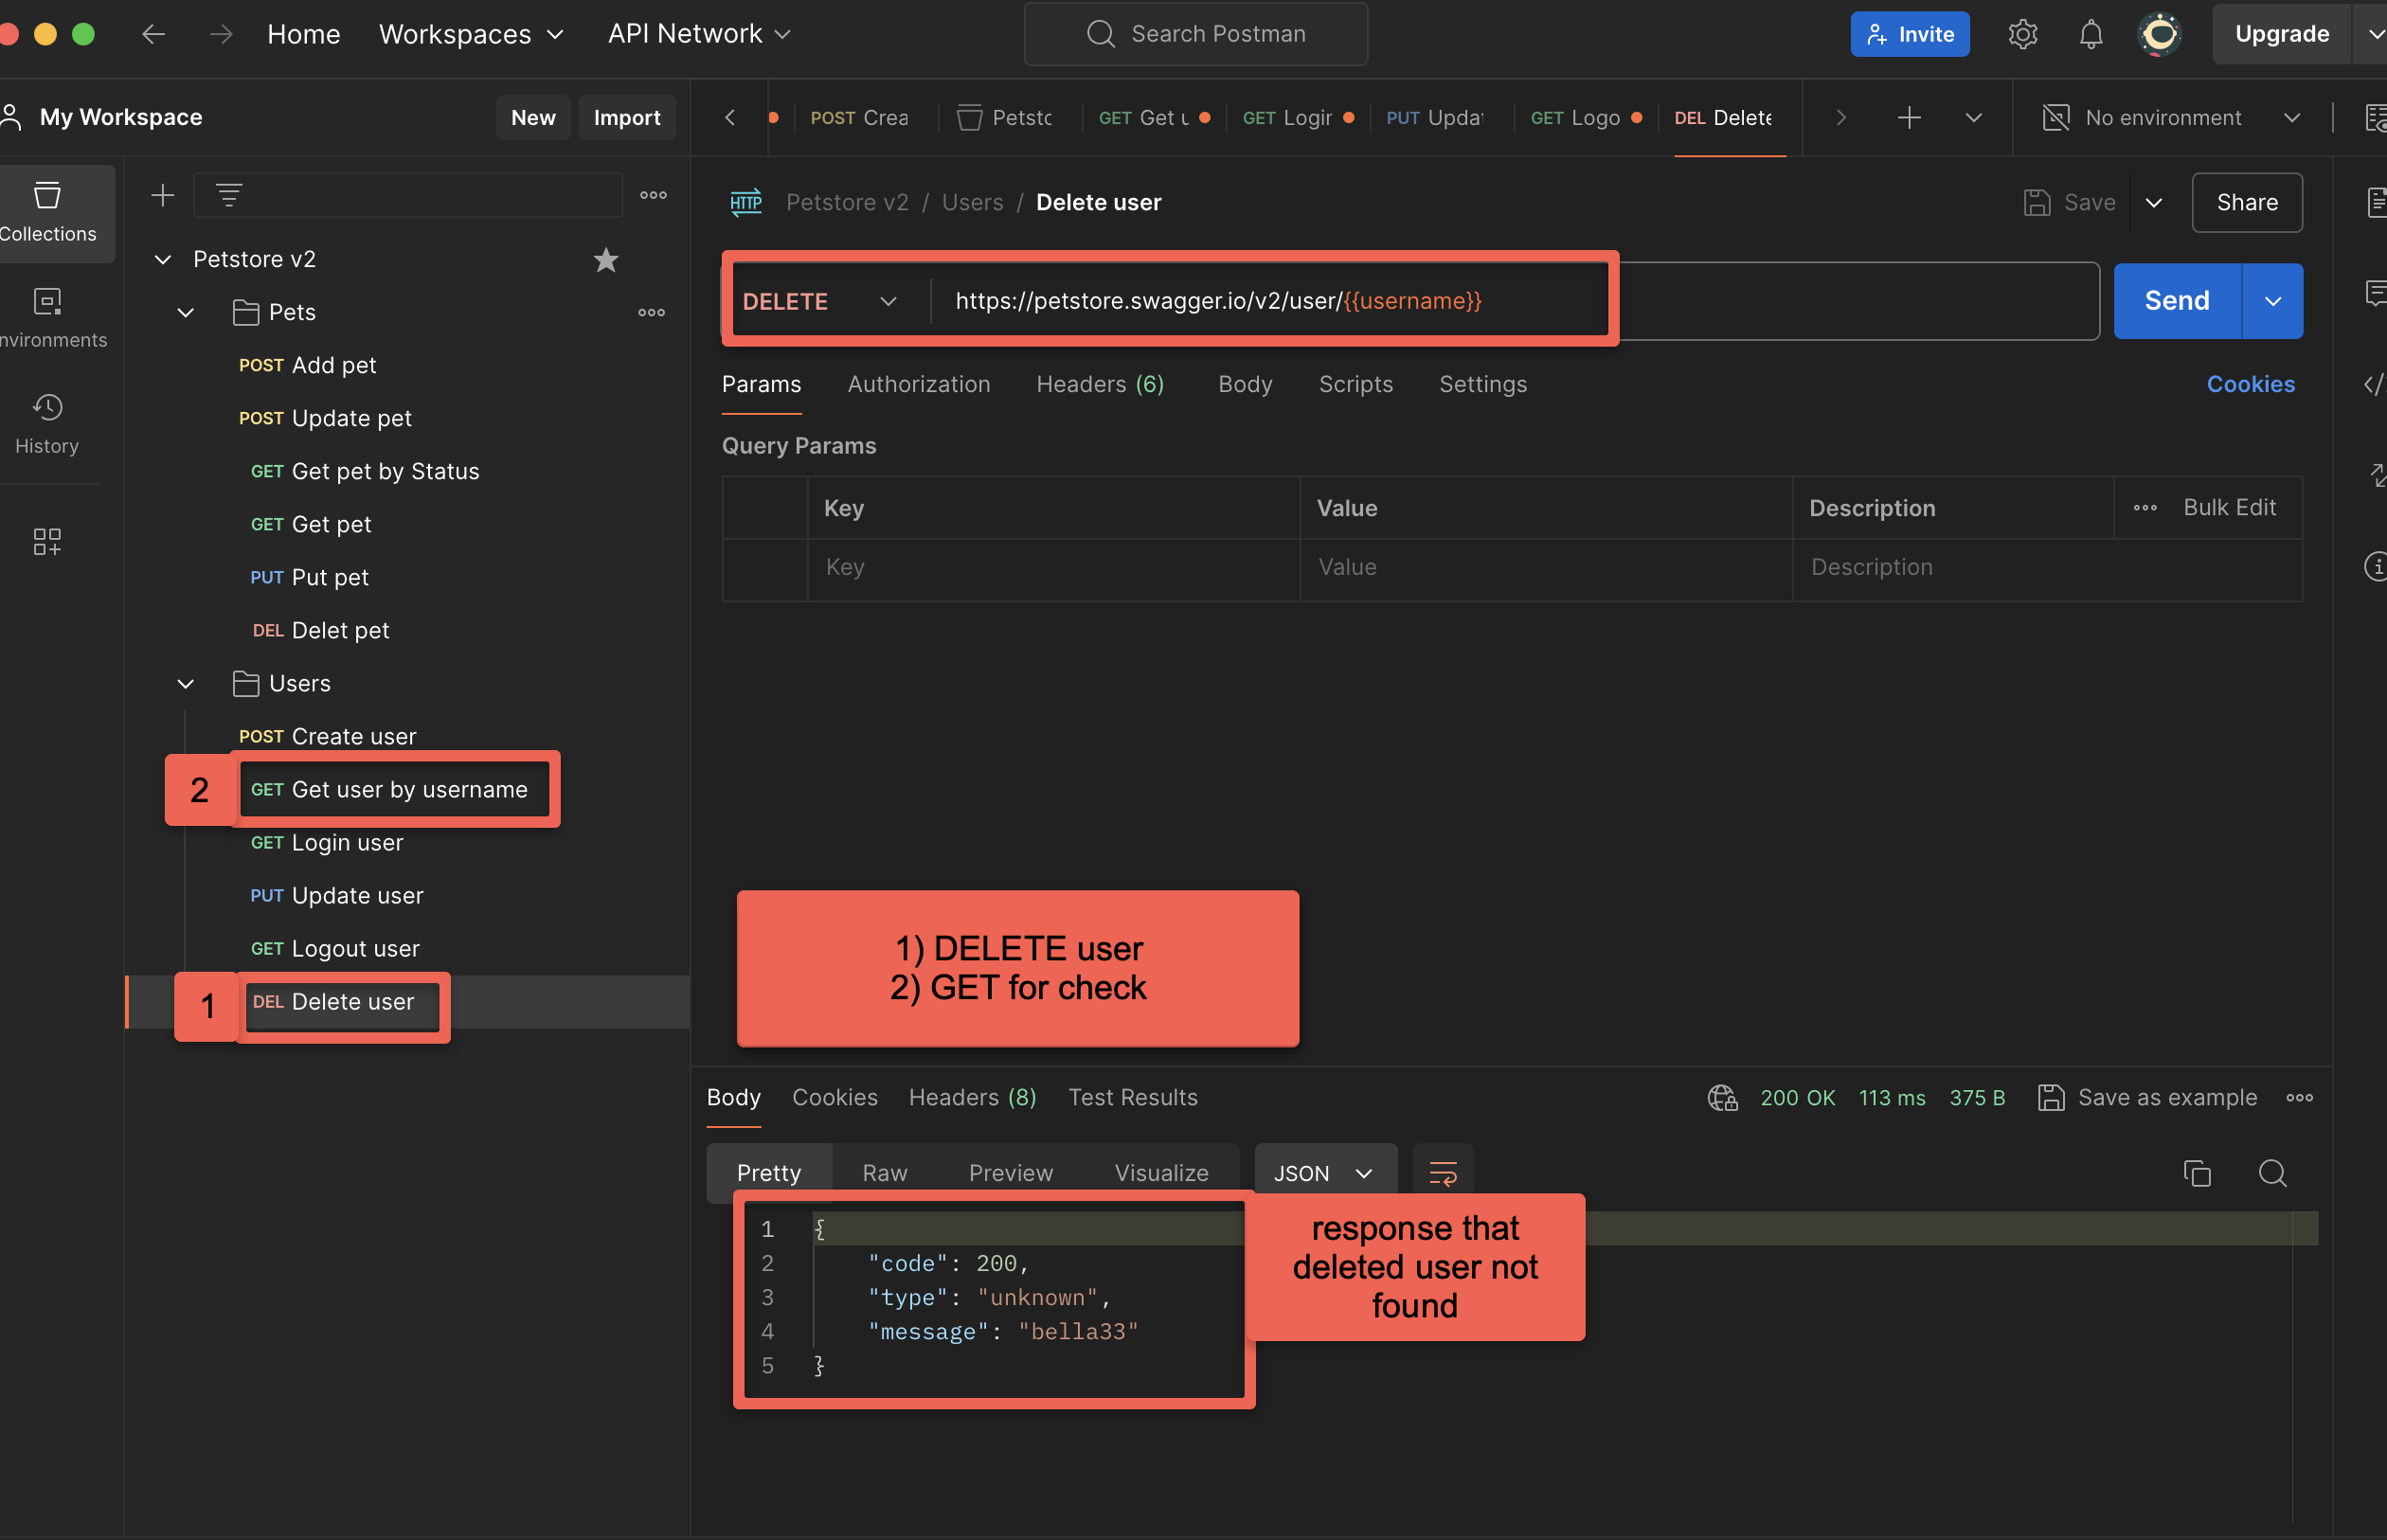 Home Workspaces API Network Search Postman Invite Upgrade
My Workspace New Import POST Crea Petstc GET Get u GET Logir PUT Updat GET Logo DEL Delete No environment
Collections
Petstore v2 / Users / Delete user Save Share
Petstore v2
DELETE https://petstore.swagger.io/v2/user/{{username}} Send
Pets
nvironments
POST Add pet
Params Authorization Headers (6) Body Scripts Settings Cookies
POST Update pet
History
Query Params
GET Get pet by Status
Key Value Description Bulk Edit
GET Get pet
Key Value Description
PUT Put pet
DEL Delet pet
Users
POST Create user
2 GET Get user by username
GET Login user
PUT Update user
GET Logout user
1 DEL Delete user
1) DELETE user
2) GET for check
Body Cookies Headers (8) Test Results 200 OK 113 ms 375 B Save as example
Pretty Raw Preview Visualize JSON
1 {
2 "code": 200,
3 "type": "unknown",
4 "message": "bella33"
5 }
response that
deleted user not
found